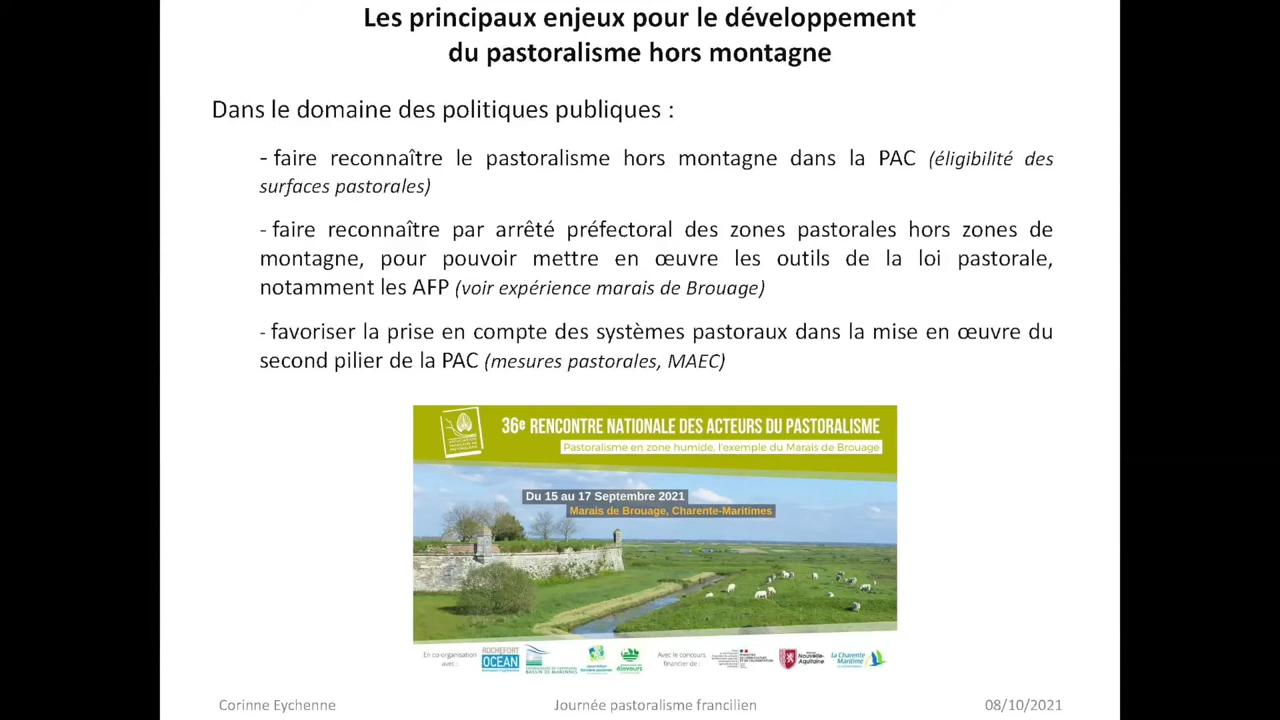 Les principaux enjeux pour le développement
du pastoralisme hors montagne
Dans le domaine des politiques publiques :
- faire reconnaître le pastoralisme hors montagne dans la PAC (éligibilité des
surfaces pastorales)
- faire reconnaître par arrêté préfectoral des zones pastorales hors zones de
montagne, pour pouvoir mettre en œuvre les outils de la loi pastorale,
notamment les AFP (voir expérience marais de Brouage)
- favoriser la prise en compte des systèmes pastoraux dans la mise en œuvre du
second pilier de la PAC (mesures pastorales, MAEC)
36e RENCONTRE NATIONALE DES ACTEURS DU PASTORALISME
Pastoralisme en zone humide, l'exemple du Marais de Brouage
Du 15 au 17 Septembre 2021
Marais de Brouage, Charente-Maritimes
En co-organisation
avec :
ROCHEFORT
OCÉAN
BASSIN DE MARENNES
éleveurs
Avec le concours
financier de :
Nouvelle-
Aquitaine
La Charente
Maritime
Corinne Eychenne
Journée pastoralisme francilien
08/10/2021